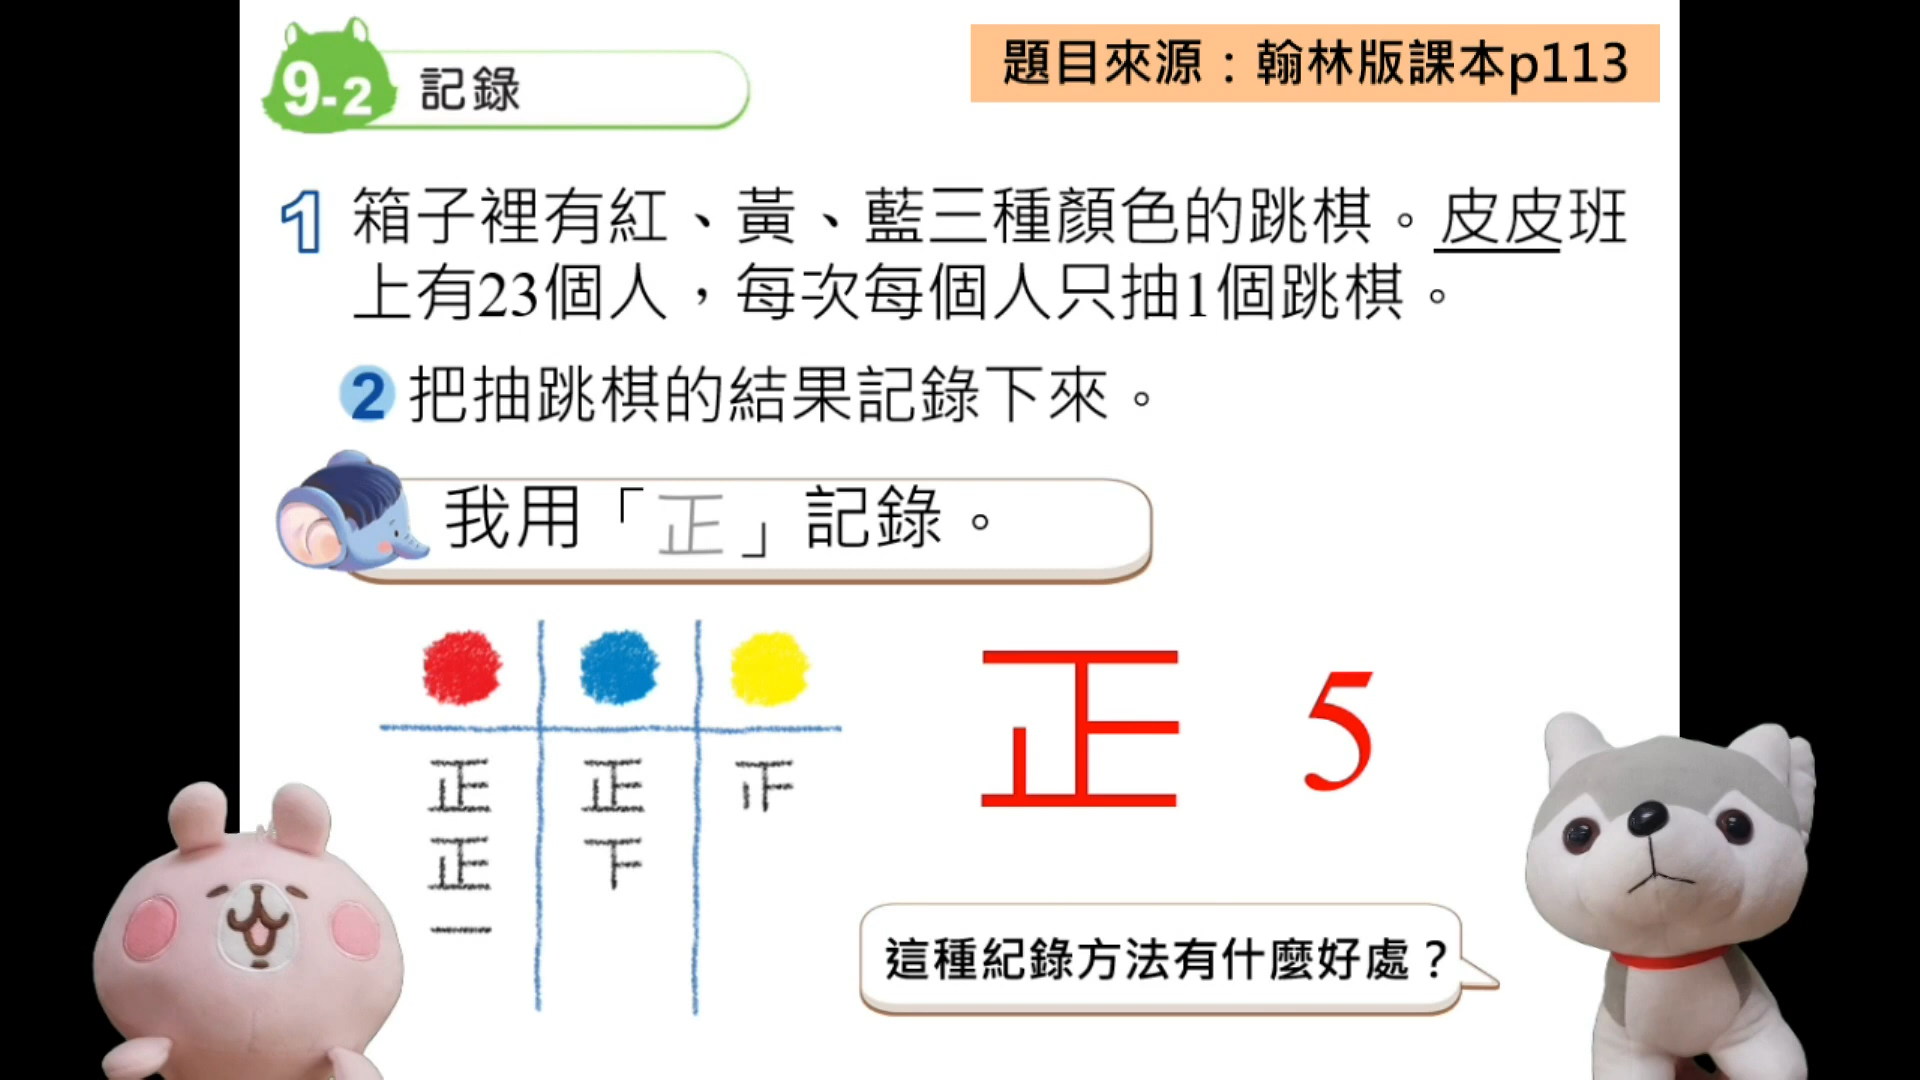 9-2 記錄
題目來源：翰林版課本p113
1 箱子裡有紅、黃、藍三種顏色的跳棋。皮皮班
上有23個人，每次每個人只抽1個跳棋。
2 把抽跳棋的結果記錄下來。
我用「正」記錄。
正 正 𤴓
正 下
一
正 5
這種紀錄方法有什麼好處？